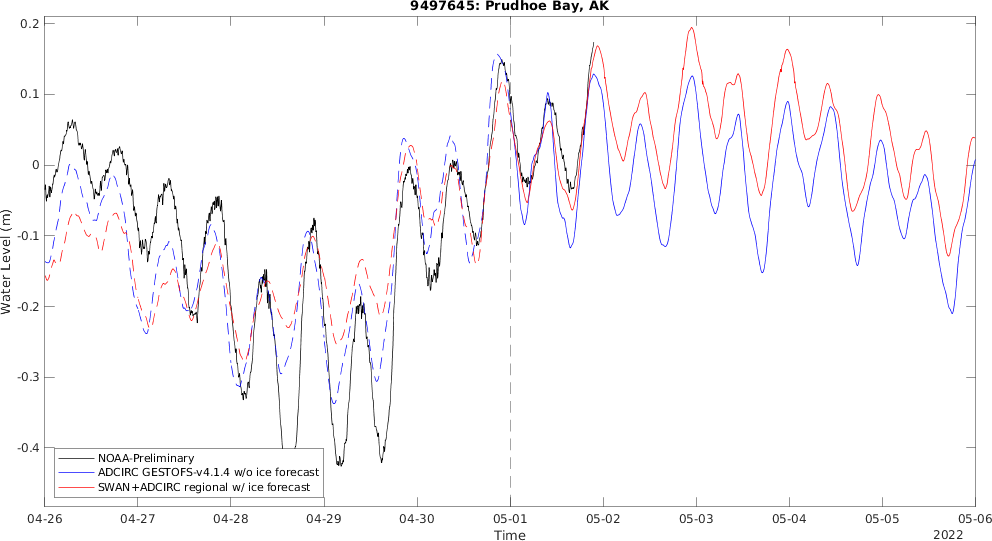 9497645: Prudhoe Bay, AK
0.2
0.1
0
-0.1
-0.2
-0.3
-0.4
Water Level (m)
NOAA-Preliminary
ADCIRC GESTOFS-v4.1.4 w/o ice forecast
SWAN+ADCIRC regional w/ ice forecast
04-26 04-27 04-28 04-29 04-30 05-01 05-02 05-03 05-04 05-05 05-06
Time
2022